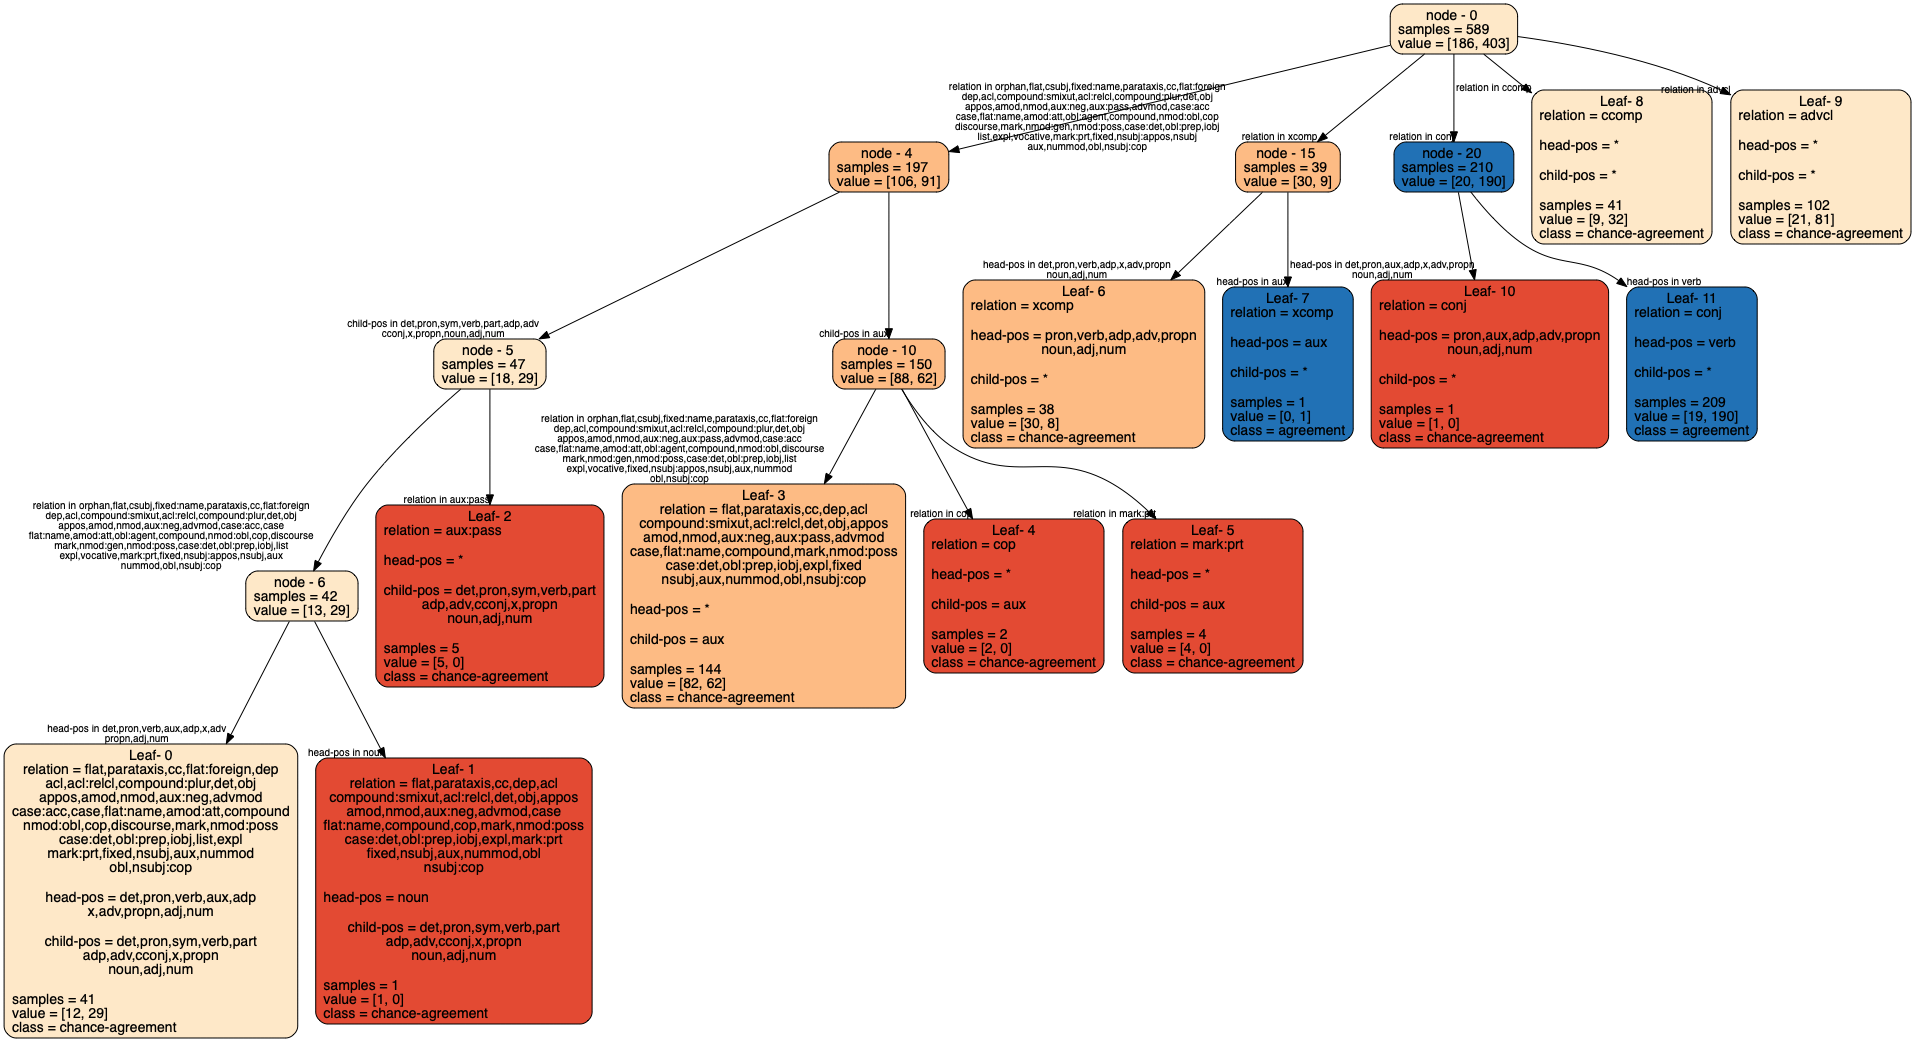 node - 0
samples = 589
value = [186, 403]
relation in orphan,flat,csubj,fixed:name,parataxis,cc,flat:foreign
dep,acl,compound:smixut,acl:relcl,compound:plur,det,obj
appos,amod,nmod,aux:neg,aux:pass,advmod,case:acc
case,flat:name,amod:att,obl:agent,compound,nmod:obl,cop
discourse,mark,nmod:gen,nmod:poss,case:det,obl:prep,iobj
list,expl,vocative,mark:prt,fixed,nsubj:appos,nsubj
aux,nummod,obl,nsubj:cop
node - 4
samples = 197
value = [106, 91]
relation in xcomp
node - 15
samples = 39
value = [30, 9]
relation in conj
node - 20
samples = 210
value = [20, 190]
relation in ccomp
Leaf- 8
relation = ccomp
head-pos = *
child-pos = *
samples = 41
value = [9, 32]
class = chance-agreement
relation in advcl
Leaf- 9
relation = advcl
head-pos = *
child-pos = *
samples = 102
value = [21, 81]
class = chance-agreement
child-pos in det,pron,sym,verb,part,adp,adv
cconj,x,propn,noun,adj,num
node - 5
samples = 47
value = [18, 29]
child-pos in aux
node - 10
samples = 150
value = [88, 62]
head-pos in det,pron,verb,adp,x,adv,propn
noun,adj,num
Leaf- 6
relation = xcomp
head-pos = pron,verb,adp,adv,propn
noun,adj,num
child-pos = *
samples = 38
value = [30, 8]
class = chance-agreement
head-pos in aux
Leaf- 7
relation = xcomp
head-pos = aux
child-pos = *
samples = 1
value = [0, 1]
class = agreement
head-pos in det,pron,aux,adp,x,adv,propn
noun,adj,num
Leaf- 10
relation = conj
head-pos = pron,aux,adp,adv,propn
noun,adj,num
child-pos = *
samples = 1
value = [1, 0]
class = chance-agreement
head-pos in verb
Leaf- 11
relation = conj
head-pos = verb
child-pos = *
samples = 209
value = [19, 190]
class = agreement
relation in orphan,flat,csubj,fixed:name,parataxis,cc,flat:foreign
dep,acl,compound:smixut,acl:relcl,compound:plur,det,obj
appos,amod,nmod,aux:neg,advmod,case:acc,case
flat:name,amod:att,obl:agent,compound,nmod:obl,cop,discourse
mark,nmod:gen,nmod:poss,case:det,obl:prep,iobj,list
expl,vocative,mark:prt,fixed,nsubj:appos,nsubj,aux
nummod,obl,nsubj:cop
node - 6
samples = 42
value = [13, 29]
relation in aux:pass
Leaf- 2
relation = aux:pass
head-pos = *
child-pos = det,pron,sym,verb,part
adp,adv,cconj,x,propn
noun,adj,num
samples = 5
value = [5, 0]
class = chance-agreement
relation in orphan,flat,csubj,fixed:name,parataxis,cc,flat:foreign
dep,acl,compound:smixut,acl:relcl,compound:plur,det,obj
appos,amod,nmod,aux:neg,aux:pass,advmod,case:acc
case,flat:name,amod:att,obl:agent,compound,nmod:obl,discourse
mark,nmod:gen,nmod:poss,case:det,obl:prep,iobj,list
expl,vocative,fixed,nsubj:appos,nsubj,aux,nummod
obl,nsubj:cop
Leaf- 3
relation = flat,parataxis,cc,dep,acl
compound:smixut,acl:relcl,det,obj,appos
amod,nmod,aux:neg,aux:pass,advmod
case,flat:name,compound,mark,nmod:poss
case:det,obl:prep,iobj,expl,fixed
nsubj,aux,nummod,obl,nsubj:cop
head-pos = *
child-pos = aux
samples = 144
value = [82, 62]
class = chance-agreement
relation in cop
Leaf- 4
relation = cop
head-pos = *
child-pos = aux
samples = 2
value = [2, 0]
class = chance-agreement
relation in mark:prt
Leaf- 5
relation = mark:prt
head-pos = *
child-pos = aux
samples = 4
value = [4, 0]
class = chance-agreement
head-pos in det,pron,verb,aux,adp,x,adv
propn,adj,num
Leaf- 0
relation = flat,parataxis,cc,flat:foreign,dep
acl,acl:relcl,compound:plur,det,obj
appos,amod,nmod,aux:neg,advmod
case:acc,case,flat:name,amod:att,compound
nmod:obl,cop,discourse,mark,nmod:poss
case:det,obl:prep,iobj,list,expl
mark:prt,fixed,nsubj,aux,nummod
obl,nsubj:cop
head-pos = det,pron,verb,aux,adp
x,adv,propn,adj,num
child-pos = det,pron,sym,verb,part
adp,adv,cconj,x,propn
noun,adj,num
samples = 41
value = [12, 29]
class = chance-agreement
head-pos in noun
Leaf- 1
relation = flat,parataxis,cc,dep,acl
compound:smixut,acl:relcl,det,obj,appos
amod,nmod,aux:neg,advmod,case
flat:name,compound,cop,mark,nmod:poss
case:det,obl:prep,iobj,expl,mark:prt
fixed,nsubj,aux,nummod,obl
nsubj:cop
head-pos = noun
child-pos = det,pron,sym,verb,part
adp,adv,cconj,x,propn
noun,adj,num
samples = 1
value = [1, 0]
class = chance-agreement